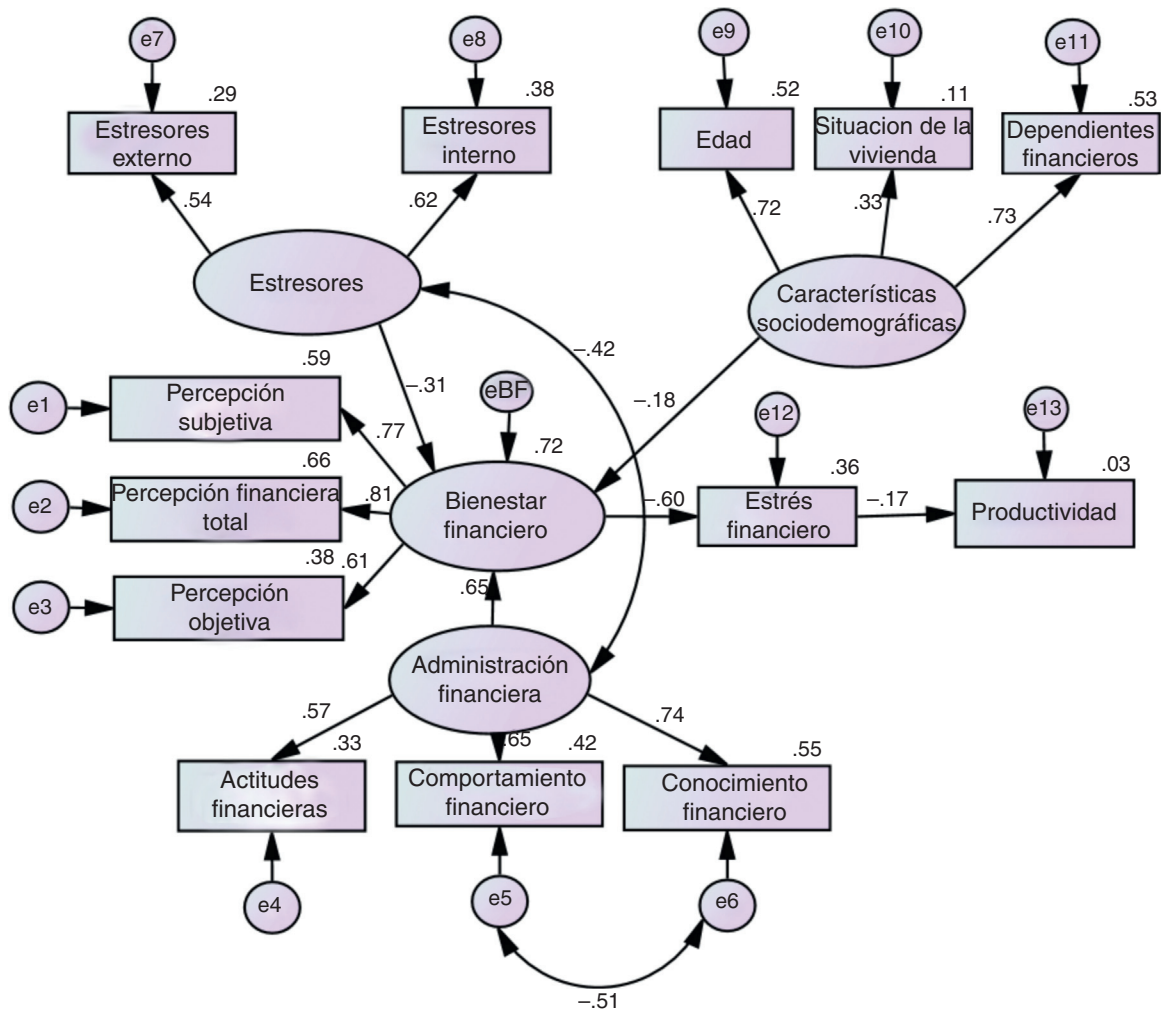 e7
e8
e9
e10
e11
.29
.38
.52
.11
.53
Estresores
externo
Estresores
interno
Edad
Situacion de la
vivienda
Dependientes
financieros
.54
.62
.72
.33
.73
Estresores
Características
sociodemográficas
–.42
–.31
–.18
.59
e1
Percepción
subjetiva
.77
eBF
.72
e12
e13
.66
e2
Percepción financiera
total
.81
Bienestar
financiero
–.60
.36
Estrés
financiero
–.17
.03
Productividad
.38
.61
e3
Percepción
objetiva
.65
Administración
financiera
.57
.65
.74
.33
.42
.55
Actitudes
financieras
Comportamiento
financiero
Conocimiento
financiero
e4
e5
e6
–.51